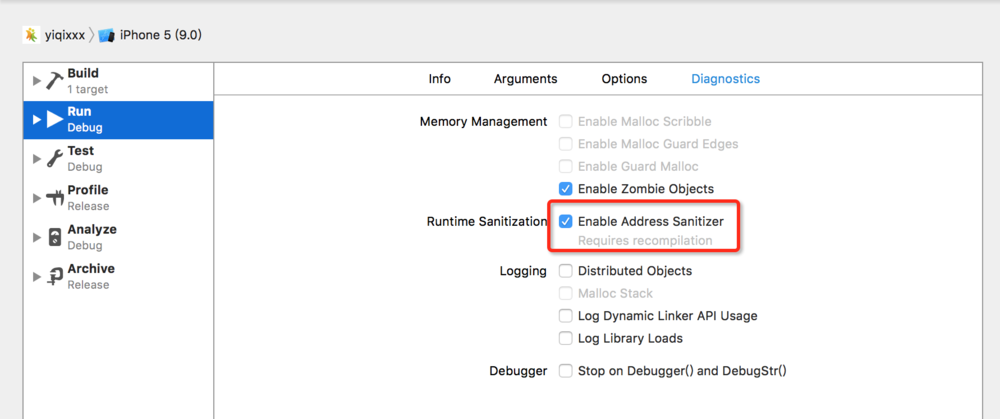 yiqixxx 〉 iPhone 5 (9.0)
Build
1 target
Run
Debug
Test
Debug
Profile
Release
Analyze
Debug
Archive
Release
Info Arguments Options Diagnostics
Memory Management Enable Malloc Scribble
Enable Malloc Guard Edges
Enable Guard Malloc
Enable Zombie Objects
Runtime Sanitization Enable Address Sanitizer
Requires recompilation
Logging Distributed Objects
Malloc Stack
Log Dynamic Linker API Usage
Log Library Loads
Debugger Stop on Debugger() and DebugStr()